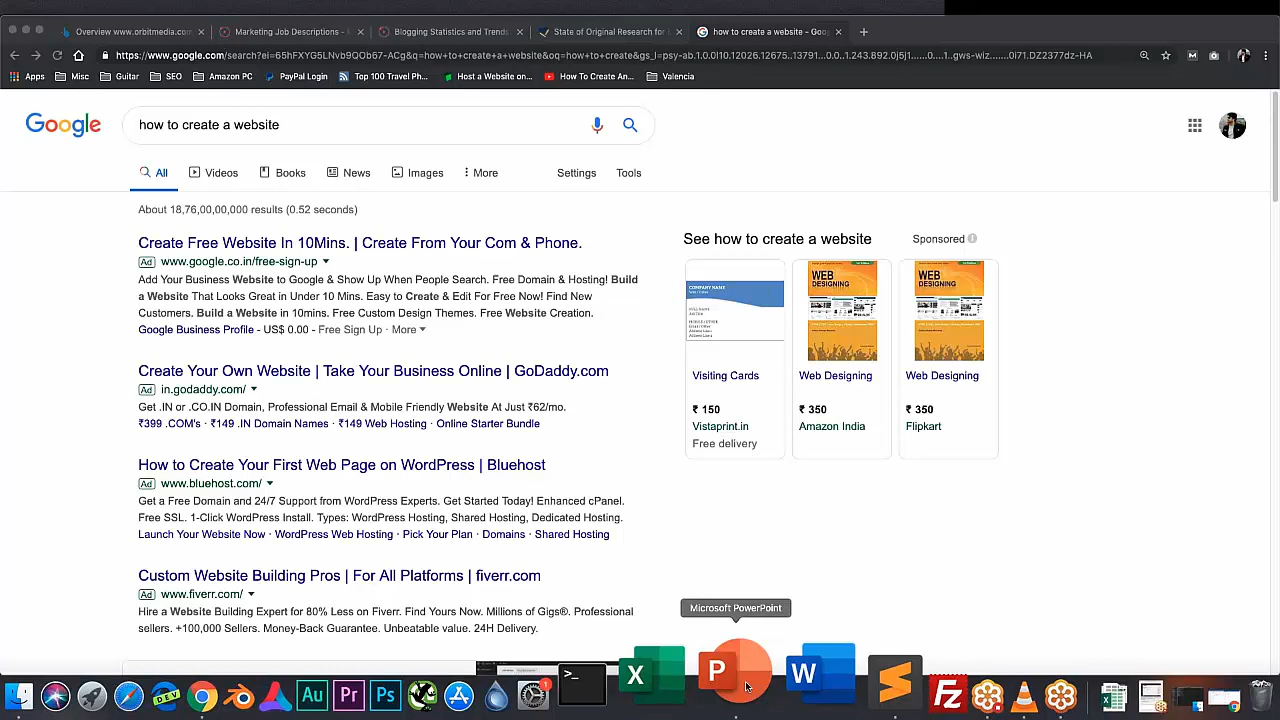 Overview www.orbitmedia.com
Marketing Job Descriptions -
Blogging Statistics and Trends
State of Original Research for
how to create a website - Goo
https://www.google.com/search?ei=65hFXYG5LNvb9QOb67-ACg&q=how+to+create+a+website&oq=how+to+create+a+website&gs_l=psy-ab.1.0.0l10.12026.12675..13791...0.0..1.243.892.0j5j1......0....1..gws-wiz.......0i71.DZ2377dz-HA
Apps Misc Guitar SEO Amazon PC PayPal Login Top 100 Travel Ph... Host a Website on... How To Create An... Valencia
Google how to create a website
All Videos Books News Images More Settings Tools
About 18,76,00,00,000 results (0.52 seconds)
Create Free Website In 10Mins. | Create From Your Com & Phone.
Ad www.google.co.in/free-sign-up
Add Your Business Website to Google & Show Up When People Search. Free Domain & Hosting! Build
a Website That Looks Great in Under 10 Mins. Easy to Create & Edit For Free Now! Find New
Customers. Build a Website in 10mins. Free Custom Design Themes. Free Website Creation.
Google Business Profile - US$ 0.00 - Free Sign Up · More
Create Your Own Website | Take Your Business Online | GoDaddy.com
Ad in.godaddy.com/
Get .IN or .CO.IN Domain, Professional Email & Mobile Friendly Website At Just ₹62/mo.
₹399 .COM's · ₹149 .IN Domain Names · ₹149 Web Hosting · Online Starter Bundle
How to Create Your First Web Page on WordPress | Bluehost
Ad www.bluehost.com/
Get a Free Domain and 24/7 Support from WordPress Experts. Get Started Today! Enhanced cPanel.
Free SSL. 1-Click WordPress Install. Types: WordPress Hosting, Shared Hosting, Dedicated Hosting.
Launch Your Website Now · WordPress Web Hosting · Pick Your Plan · Domains · Shared Hosting
Custom Website Building Pros | For All Platforms | fiverr.com
Ad www.fiverr.com/
Hire a Website Building Expert for 80% Less on Fiverr. Find Yours Now. Millions of Gigs®. Professional
sellers. +100,000 Sellers. Money-Back Guarantee. Unbeatable value. 24H Delivery.
See how to create a website Sponsored
COMPANY NAME
WEB DESIGNING
WEB DESIGNING
Visiting Cards
₹ 150
Vistaprint.in
Free delivery
Web Designing
₹ 350
Amazon India
Web Designing
₹ 350
Flipkart
Microsoft PowerPoint
>_ X P W S
DEV Au Pr Ps 1 Fz